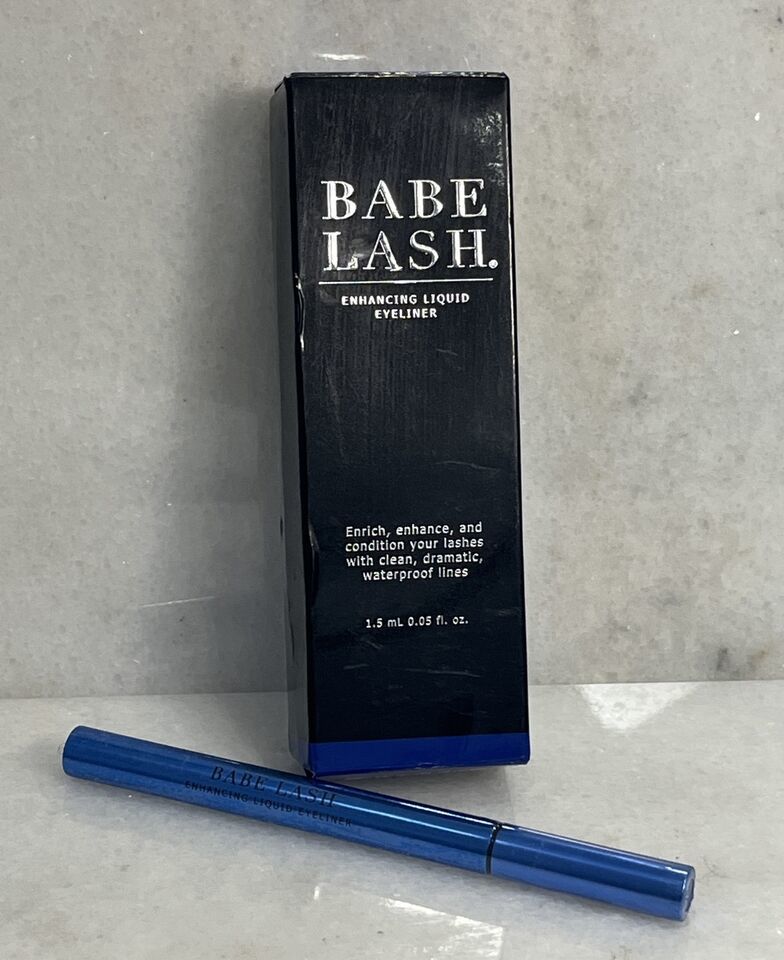 BABE
LASH®
ENHANCING LIQUID
EYELINER
Enrich, enhance, and
condition your lashes
with clean, dramatic,
waterproof lines
1.5 mL 0.05 fl. oz.
BABE LASH
ENHANCING LIQUID EYELINER